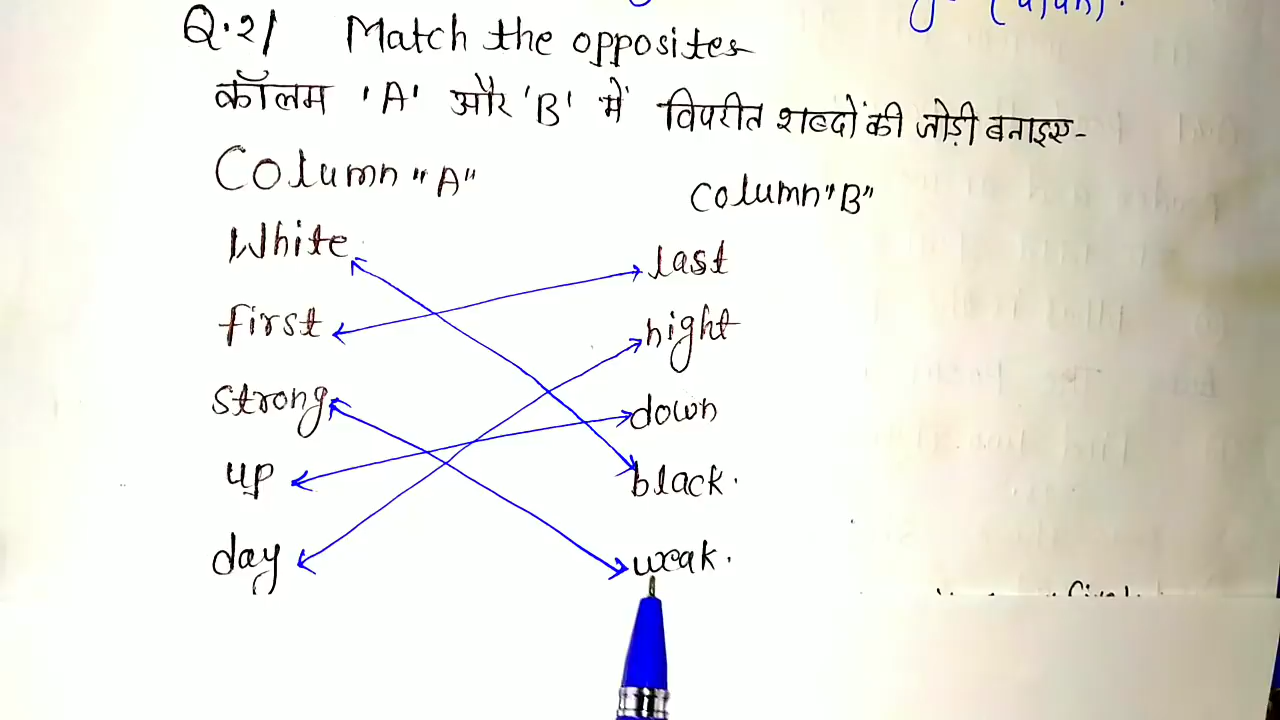 Q.2/ Match the opposites
कॉलम 'A' और 'B' में विपरीत शब्दों की जोड़ी बनाइए-
Column "A" Column "B"
White last
first night
strong down
up black.
day weak.